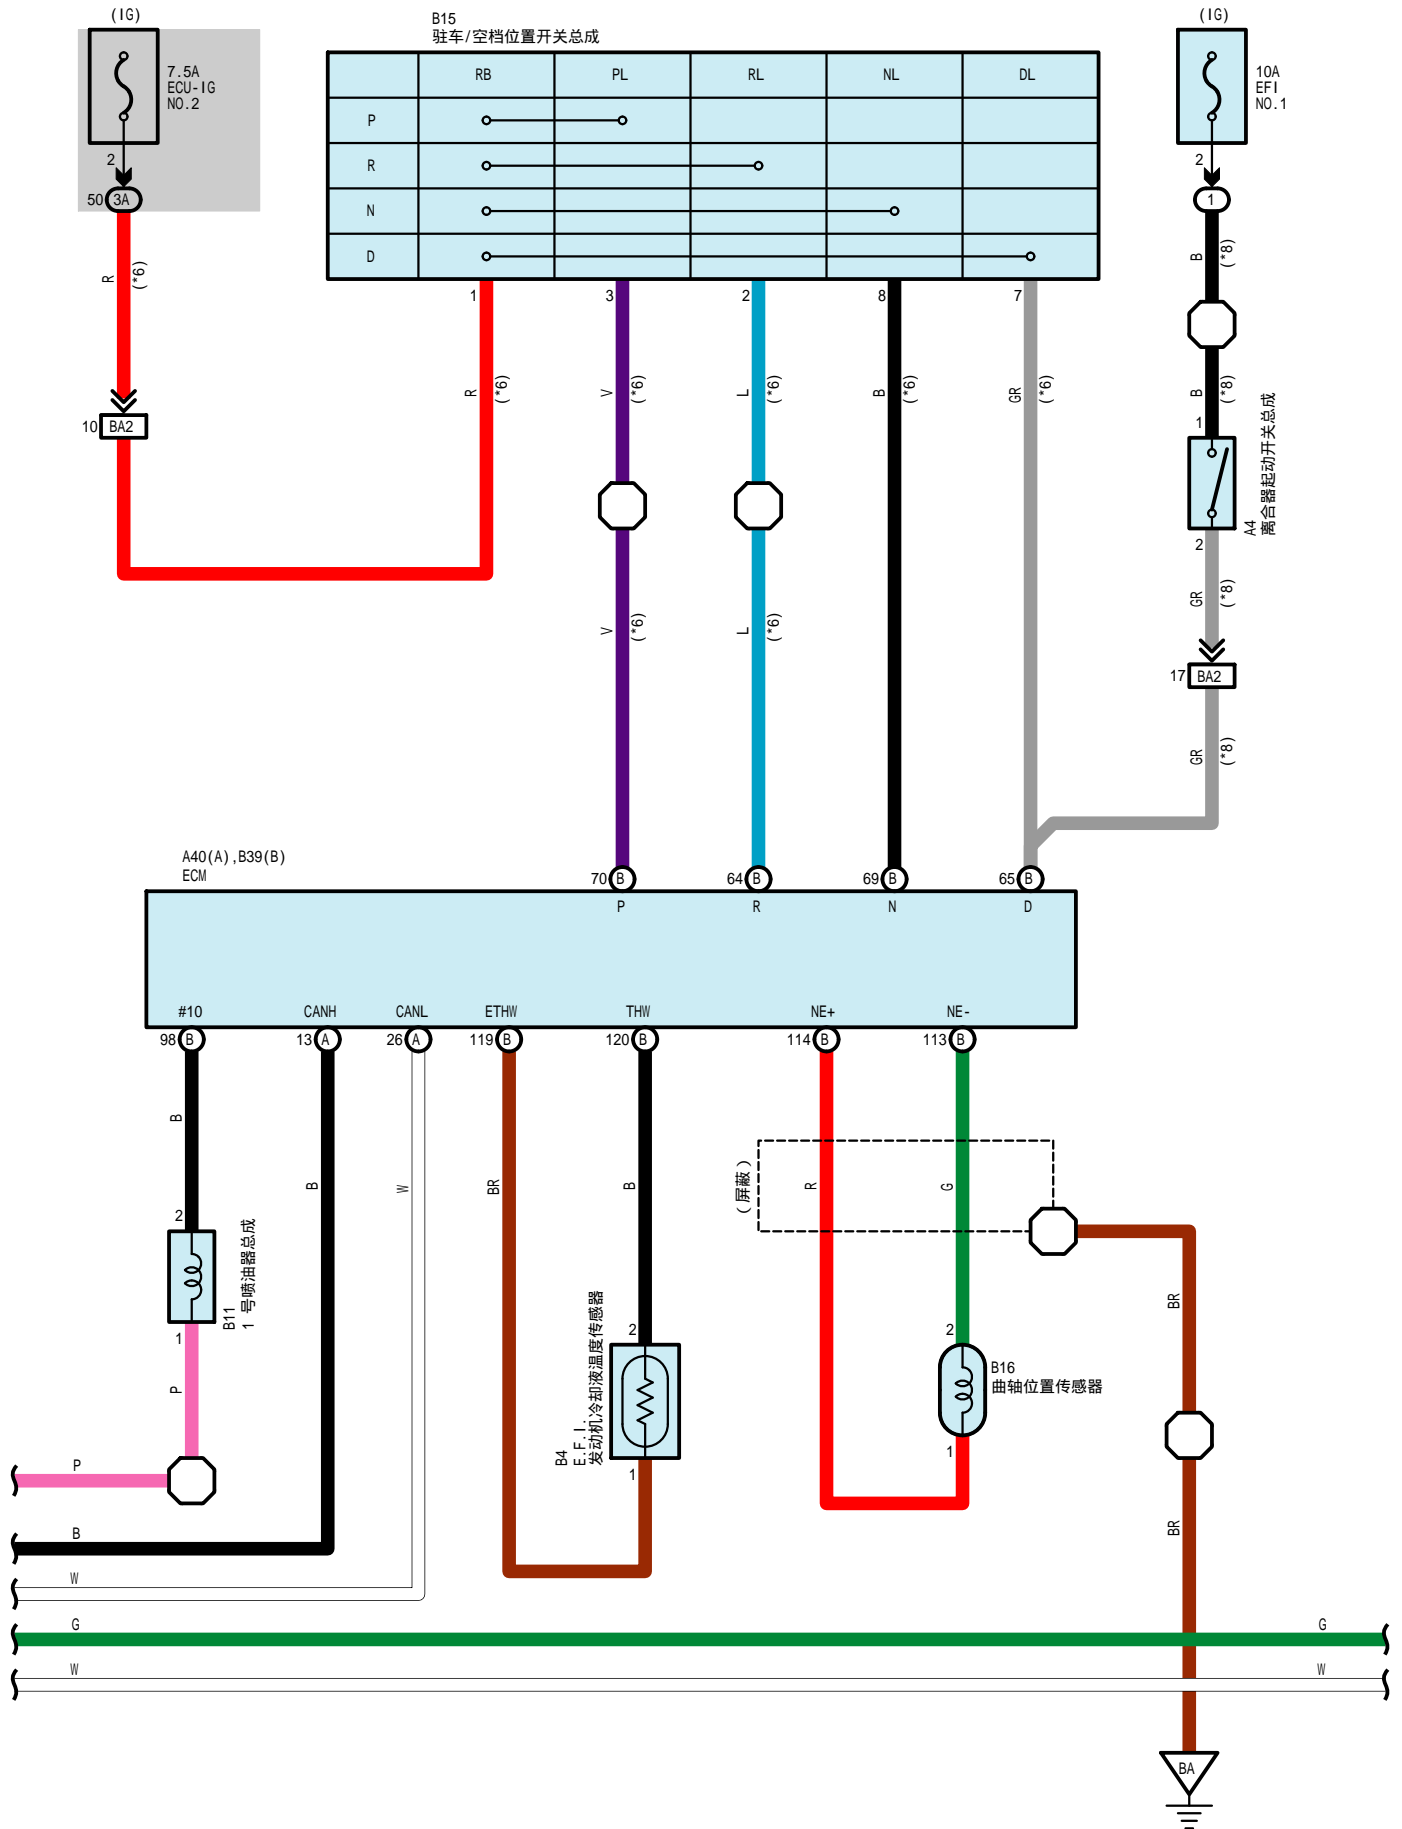 (IG)
7.5A
ECU-IG
NO.2
2
50
3A
R
(*6)
10
BA2
B15
驻车/空档位置开关总成
RB PL RL NL DL
P
R
N
D
1 3 2 8 7
R
(*6)
V
(*6)
L
(*6)
B
(*6)
GR
(*6)
V
(*6)
L
(*6)
(IG)
10A
EFI
NO.1
2
1
B
(*8)
B
(*8)
1
A4
离合器起动开关总成
2
GR
(*8)
17
BA2
GR
(*8)
A40(A),B39(B)
ECM
70 B 64 B 69 B 65 B
P R N D
#10 CANH CANL ETHW THW NE+ NE-
98 B 13 A 26 A 119 B 120 B 114 B 113 B
B
B
W
BR
B
R
G
(屏蔽)
2
B11
1 号喷油器总成
1
P
2
B4
E.F.I.
发动机冷却液温度传感器
1
2
B16
曲轴位置传感器
1
BR
BR
P
B
W
G G
W W
BA